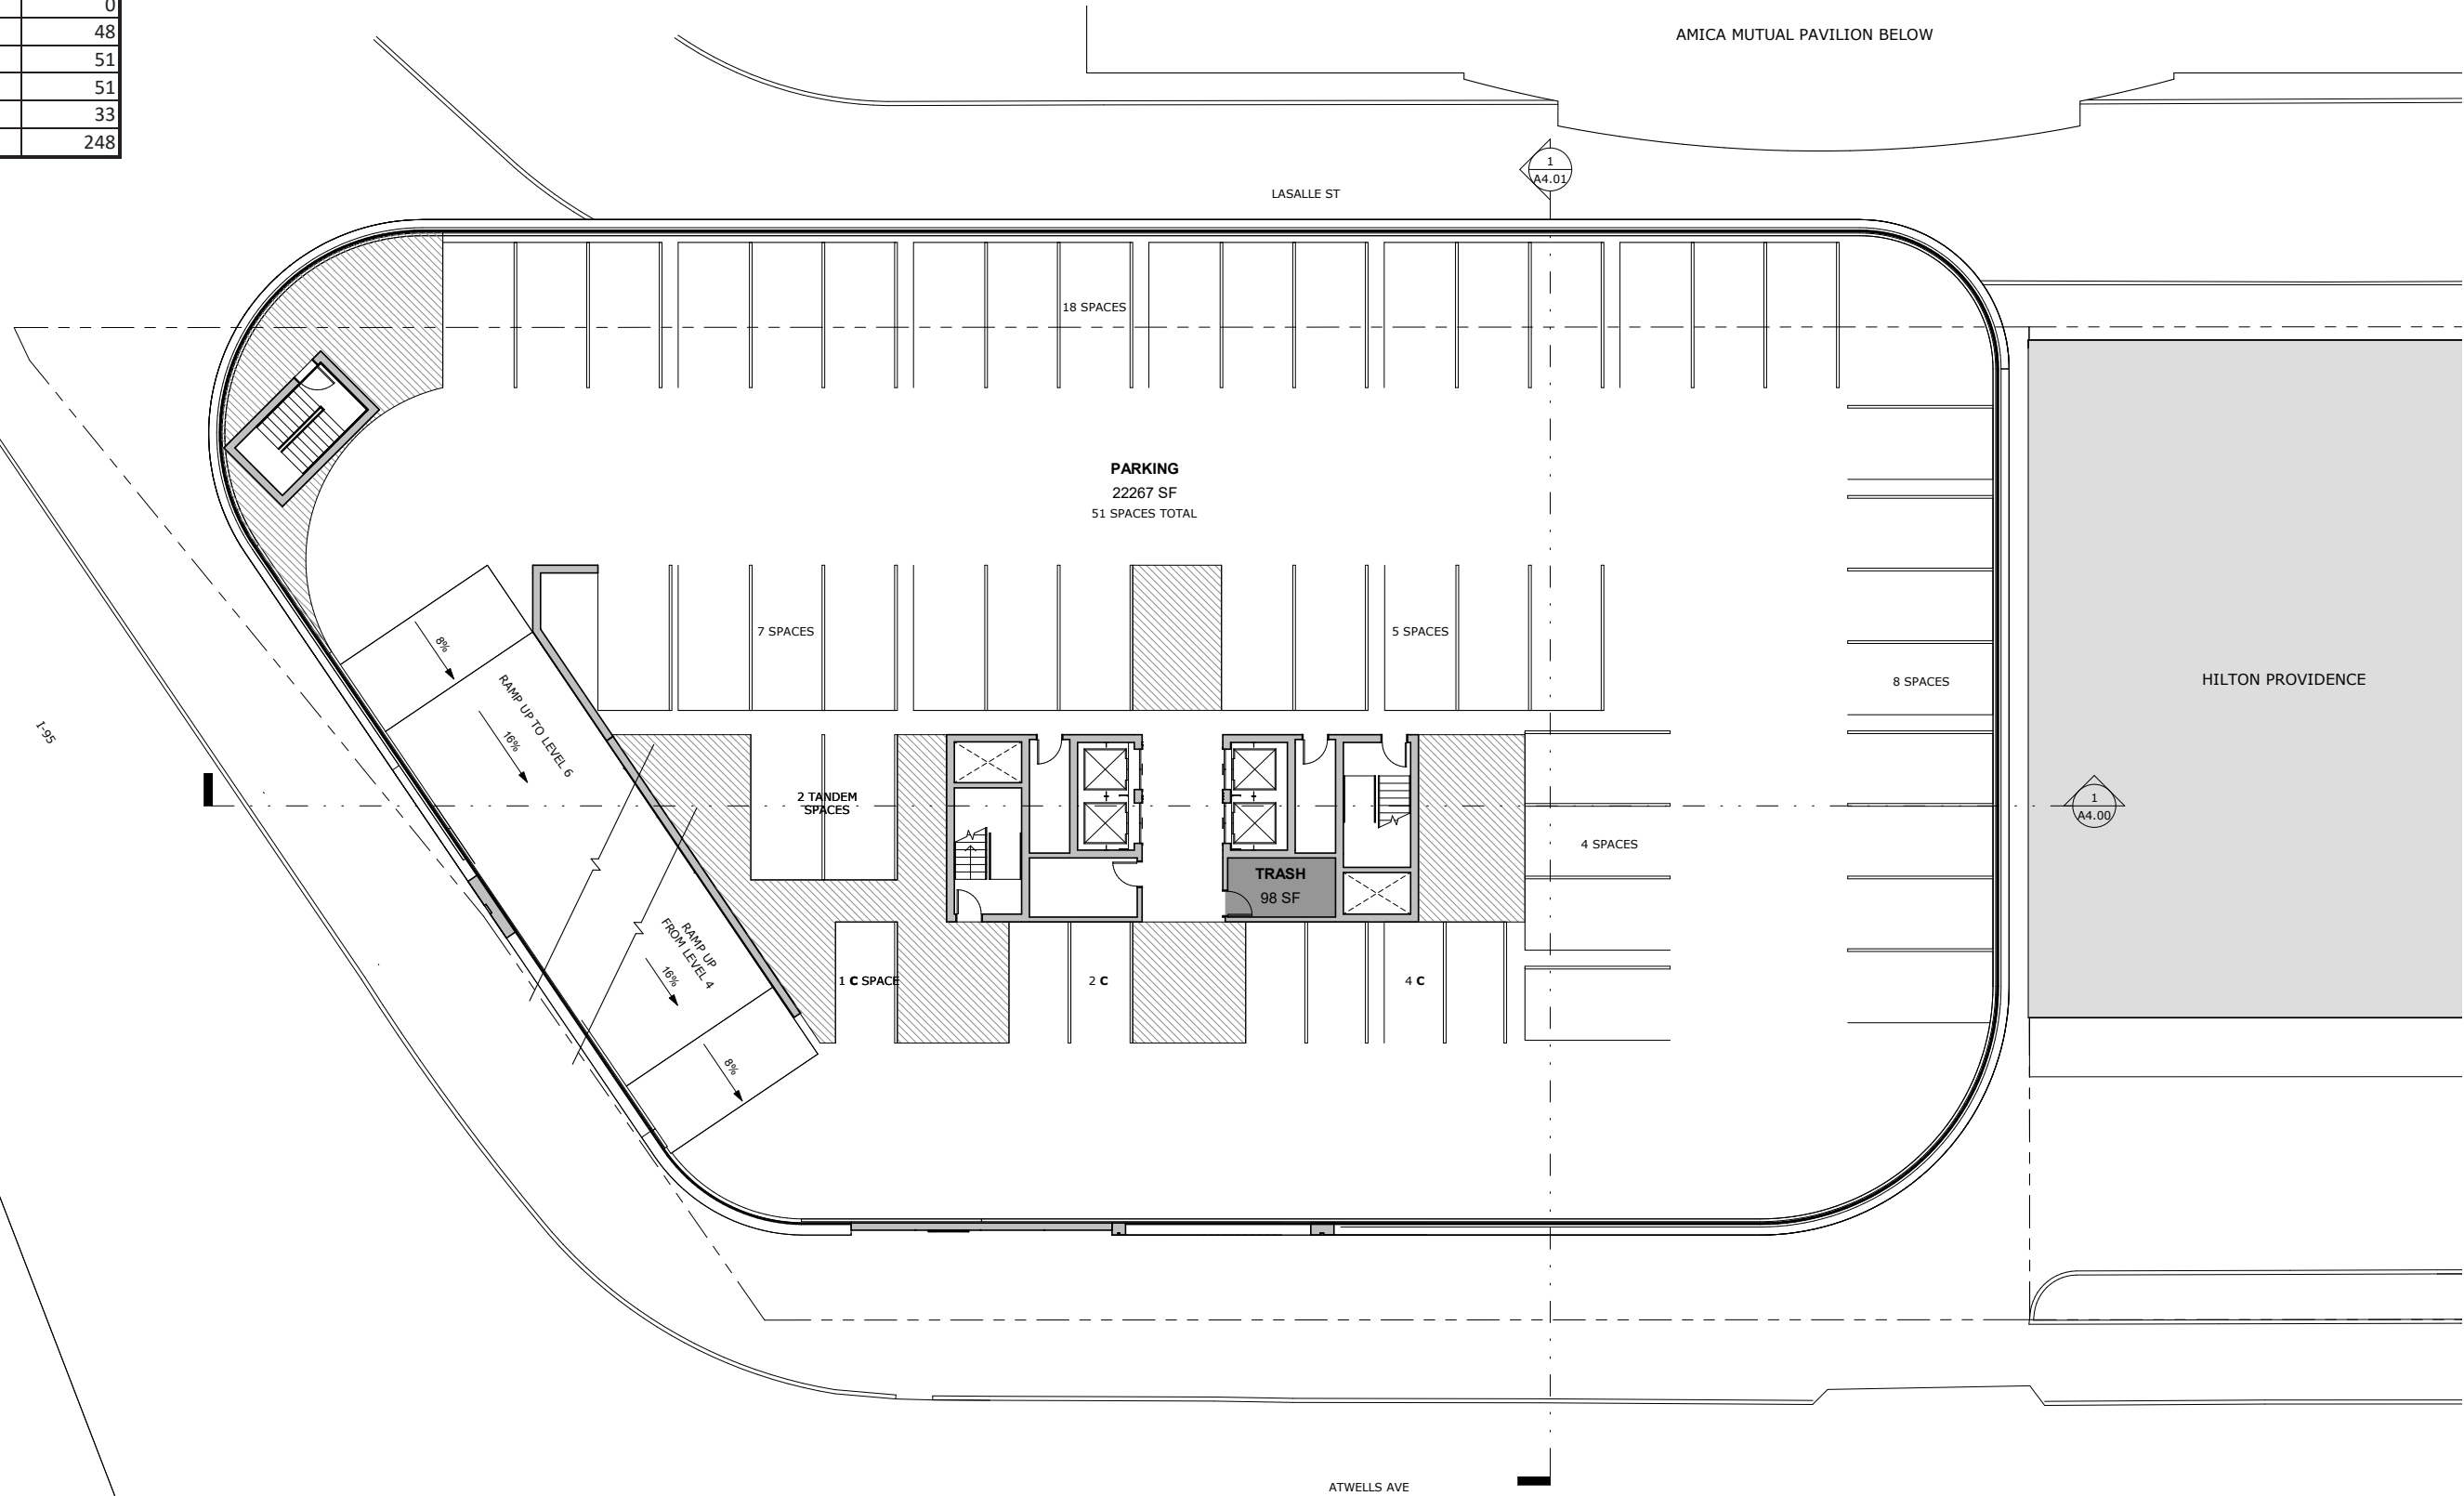 0
48
51
51
33
248
AMICA MUTUAL PAVILION BELOW
1
A4.01
LASALLE ST
18 SPACES
PARKING
22267 SF
51 SPACES TOTAL
7 SPACES
5 SPACES
8%
RAMP UP TO LEVEL 6
16%
8 SPACES
HILTON PROVIDENCE
I-95
2 TANDEM
SPACES
1
A4.00
4 SPACES
TRASH
98 SF
RAMP UP
FROM LEVEL 4
16%
1 C SPACE
2 C
4 C
8%
ATWELLS AVE